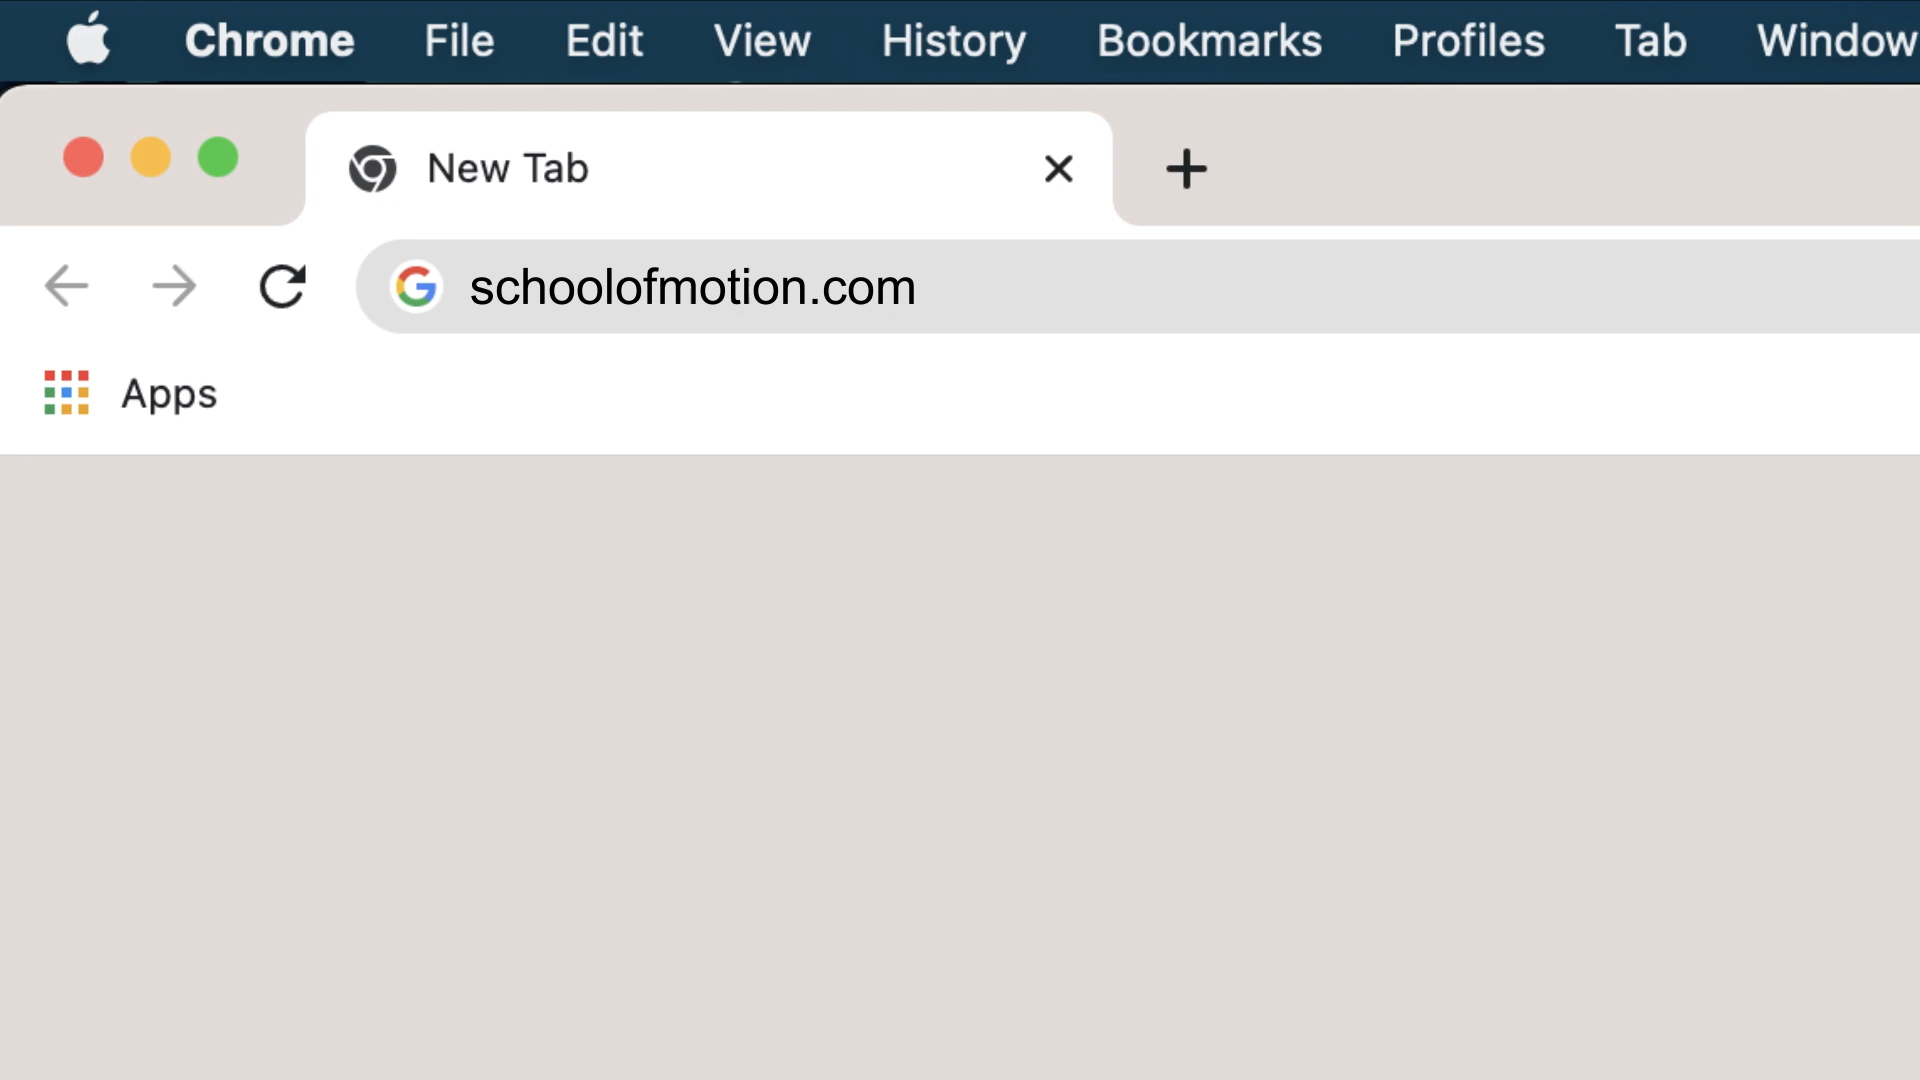 Chrome File Edit View History Bookmarks Profiles Tab Window
New Tab
schoolofmotion.com
Apps